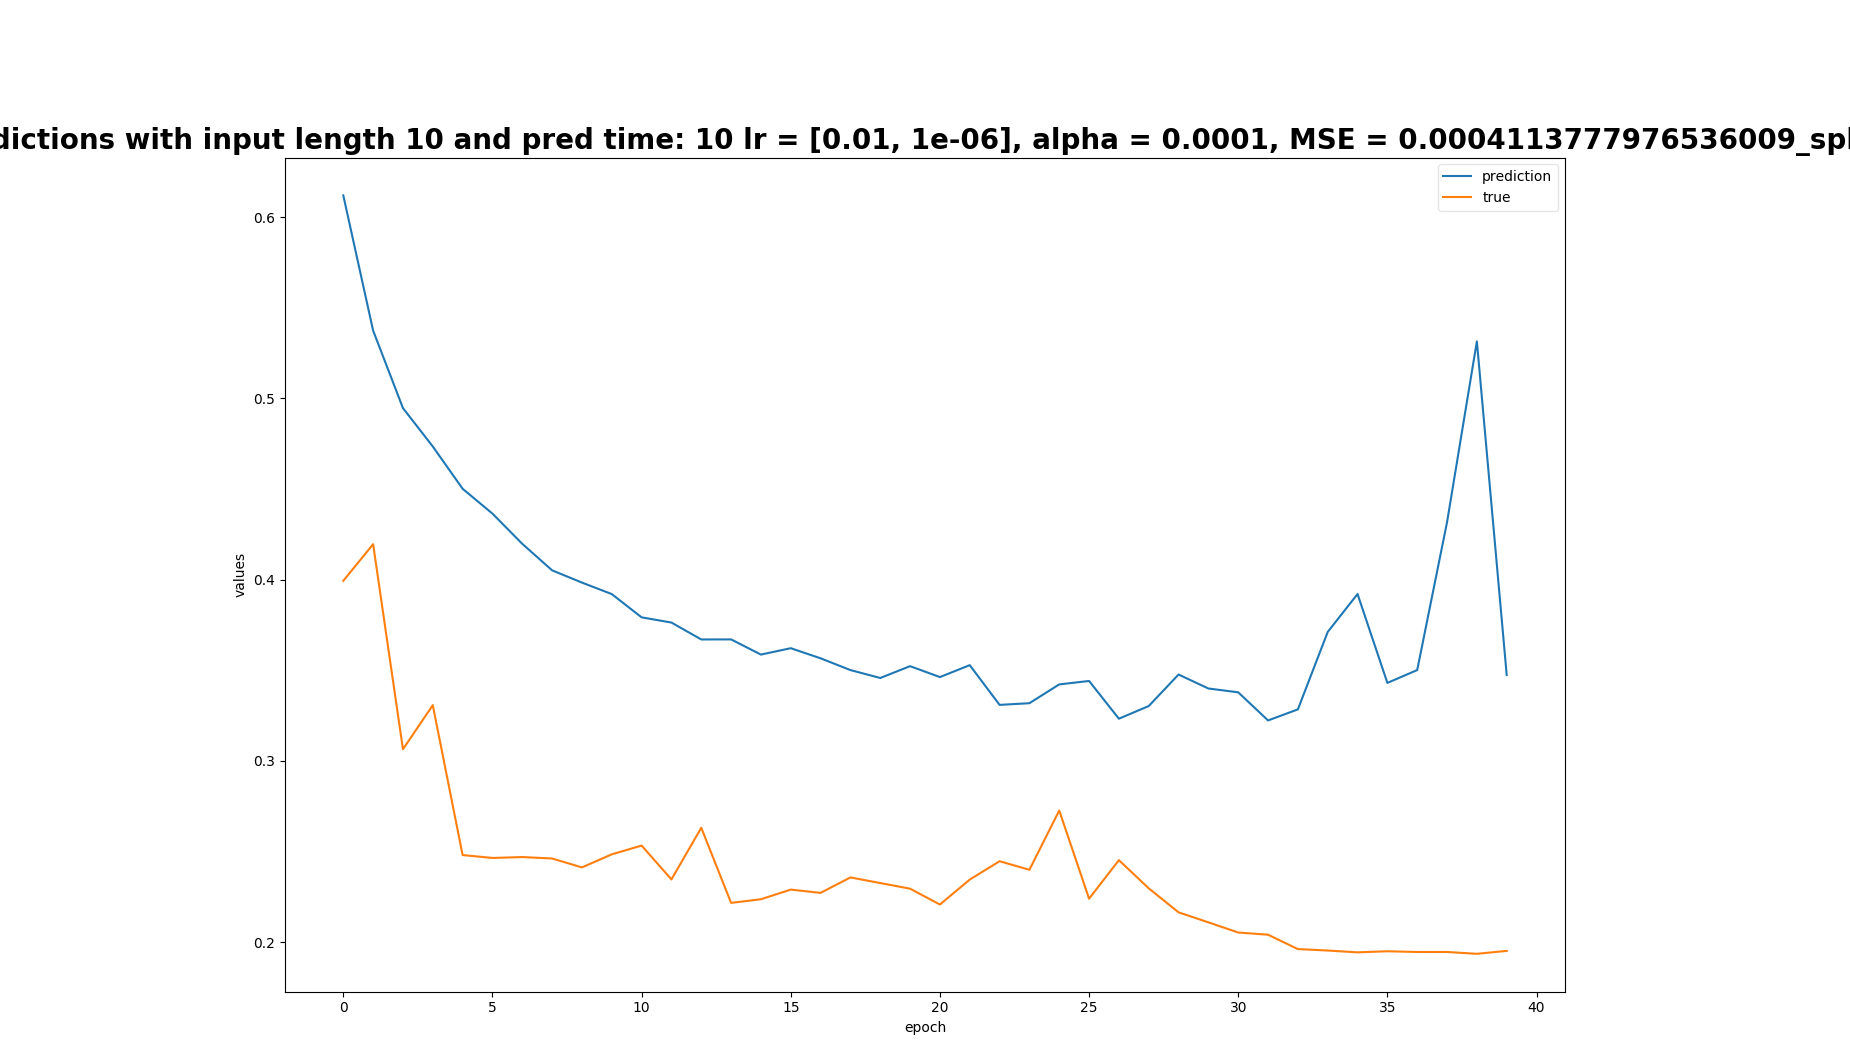 dictions with input length 10 and pred time: 10 lr = [0.01, 1e-06], alpha = 0.0001, MSE = 0.0004113777976536009_spl
prediction
true
0.6
0.5
0.4
0.3
0.2
values
0 5 10 15 20 25 30 35 40
epoch